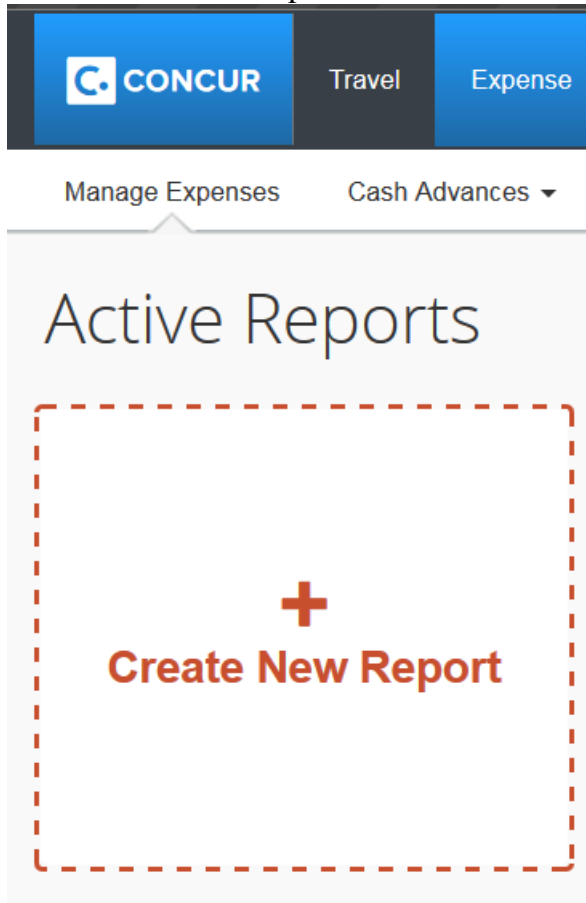 C. CONCUR Travel Expense
Manage Expenses Cash Advances
Active Reports
+
Create New Report